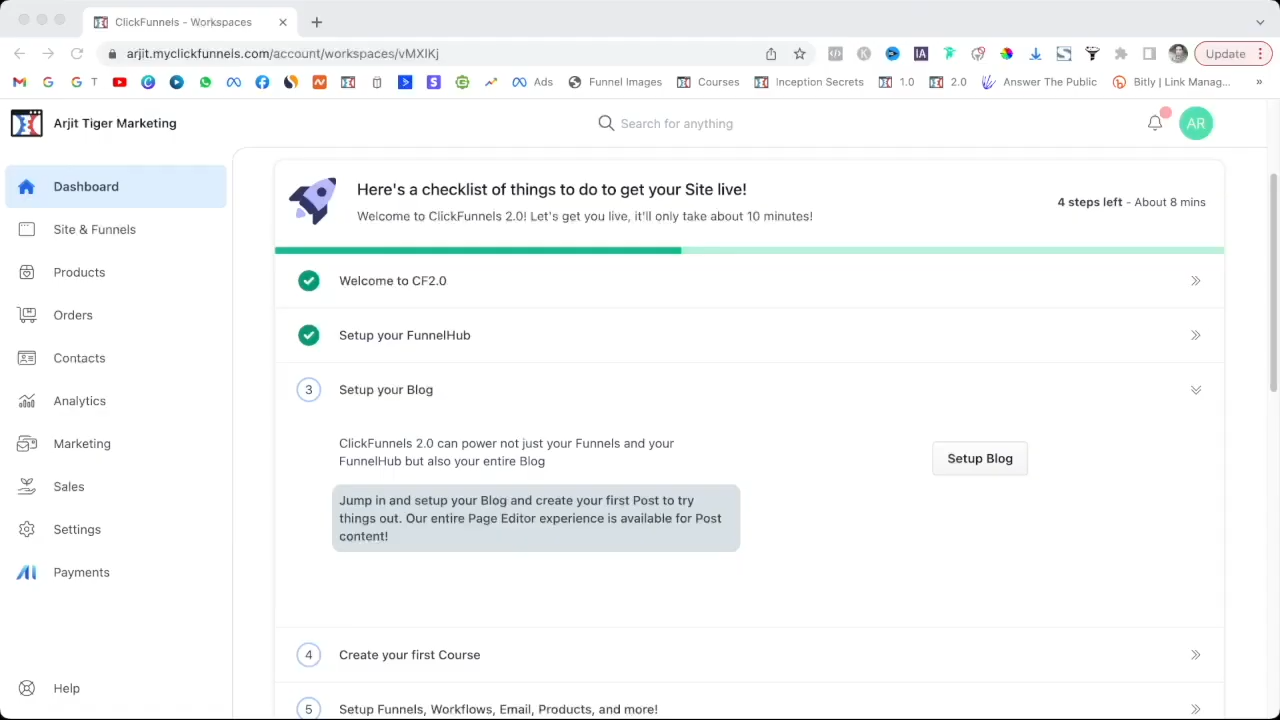 ClickFunnels - Workspaces
arjit.myclickfunnels.com/account/workspaces/vMXlKj
Update
T
Ads
Funnel Images
Courses
Inception Secrets
1.0
2.0
Answer The Public
Bitly | Link Manag...
»
Arjit Tiger Marketing
Search for anything
AR
Dashboard
Site & Funnels
Products
Orders
Contacts
Analytics
Marketing
Sales
Settings
Payments
Help
Here's a checklist of things to do to get your Site live!
Welcome to ClickFunnels 2.0! Let's get you live, it'll only take about 10 minutes!
4 steps left - About 8 mins
Welcome to CF2.0
Setup your FunnelHub
3 Setup your Blog
ClickFunnels 2.0 can power not just your Funnels and your
FunnelHub but also your entire Blog
Setup Blog
Jump in and setup your Blog and create your first Post to try
things out. Our entire Page Editor experience is available for Post
content!
4 Create your first Course
5 Setup Funnels, Workflows, Email, Products, and more!